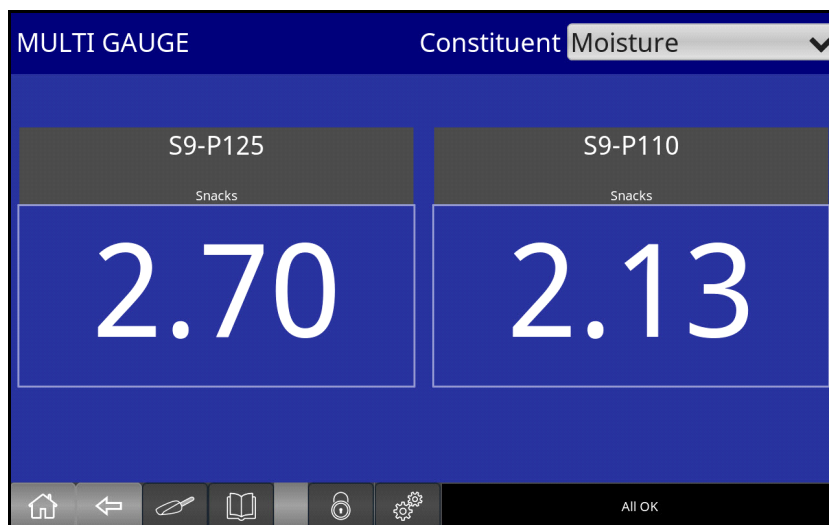 MULTI GAUGE
Constituent Moisture
S9-P125
Snacks
2.70
S9-P110
Snacks
2.13
All OK